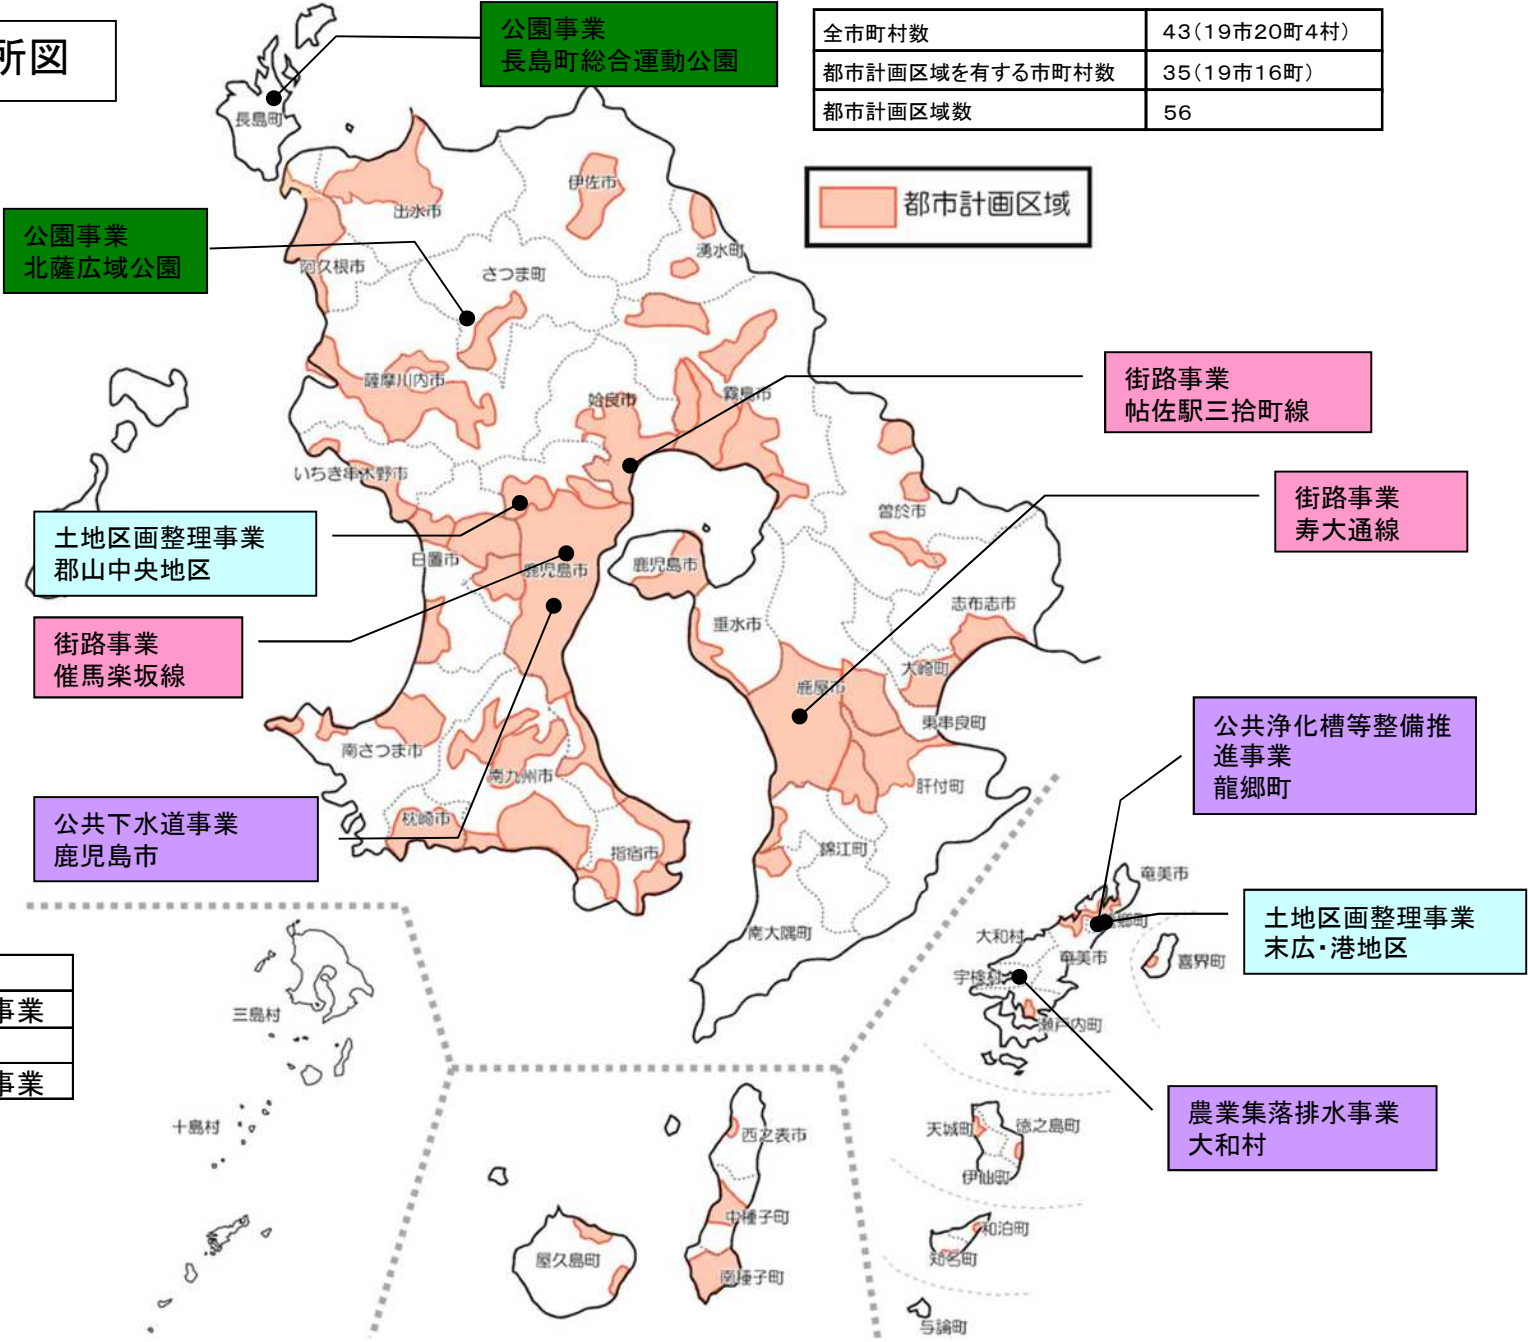 所図
公園事業
長島町総合運動公園
全市町村数 43(19市20町4村)
都市計画区域を有する市町村数 35(19市16町)
都市計画区域数 56
都市計画区域
長島町
出水市
伊佐市
湧水町
公園事業
北薩広域公園
阿久根市
さつま町
薩摩川内市
姶良市
霧島市
街路事業
帖佐駅三拾町線
いちき串木野市
街路事業
寿大通線
曽於市
土地区画整理事業
郡山中央地区
日置市
鹿児島市
鹿児島市
志布志市
垂水市
街路事業
催馬楽坂線
大崎町
鹿屋市
東串良町
公共浄化槽等整備推
進事業
龍郷町
南さつま市
南九州市
肝付町
公共下水道事業
鹿児島市
枕崎市
指宿市
錦江町
奄美市
郷町
土地区画整理事業
末広・港地区
南大隅町
大和村
奄美市
喜界町
宇検村
瀬戸内町
事業
事業
三島村
十島村
農業集落排水事業
大和村
西之表市
天城町
徳之島町
伊仙町
中種子町
和泊町
屋久島町
知名町
南種子町
与論町